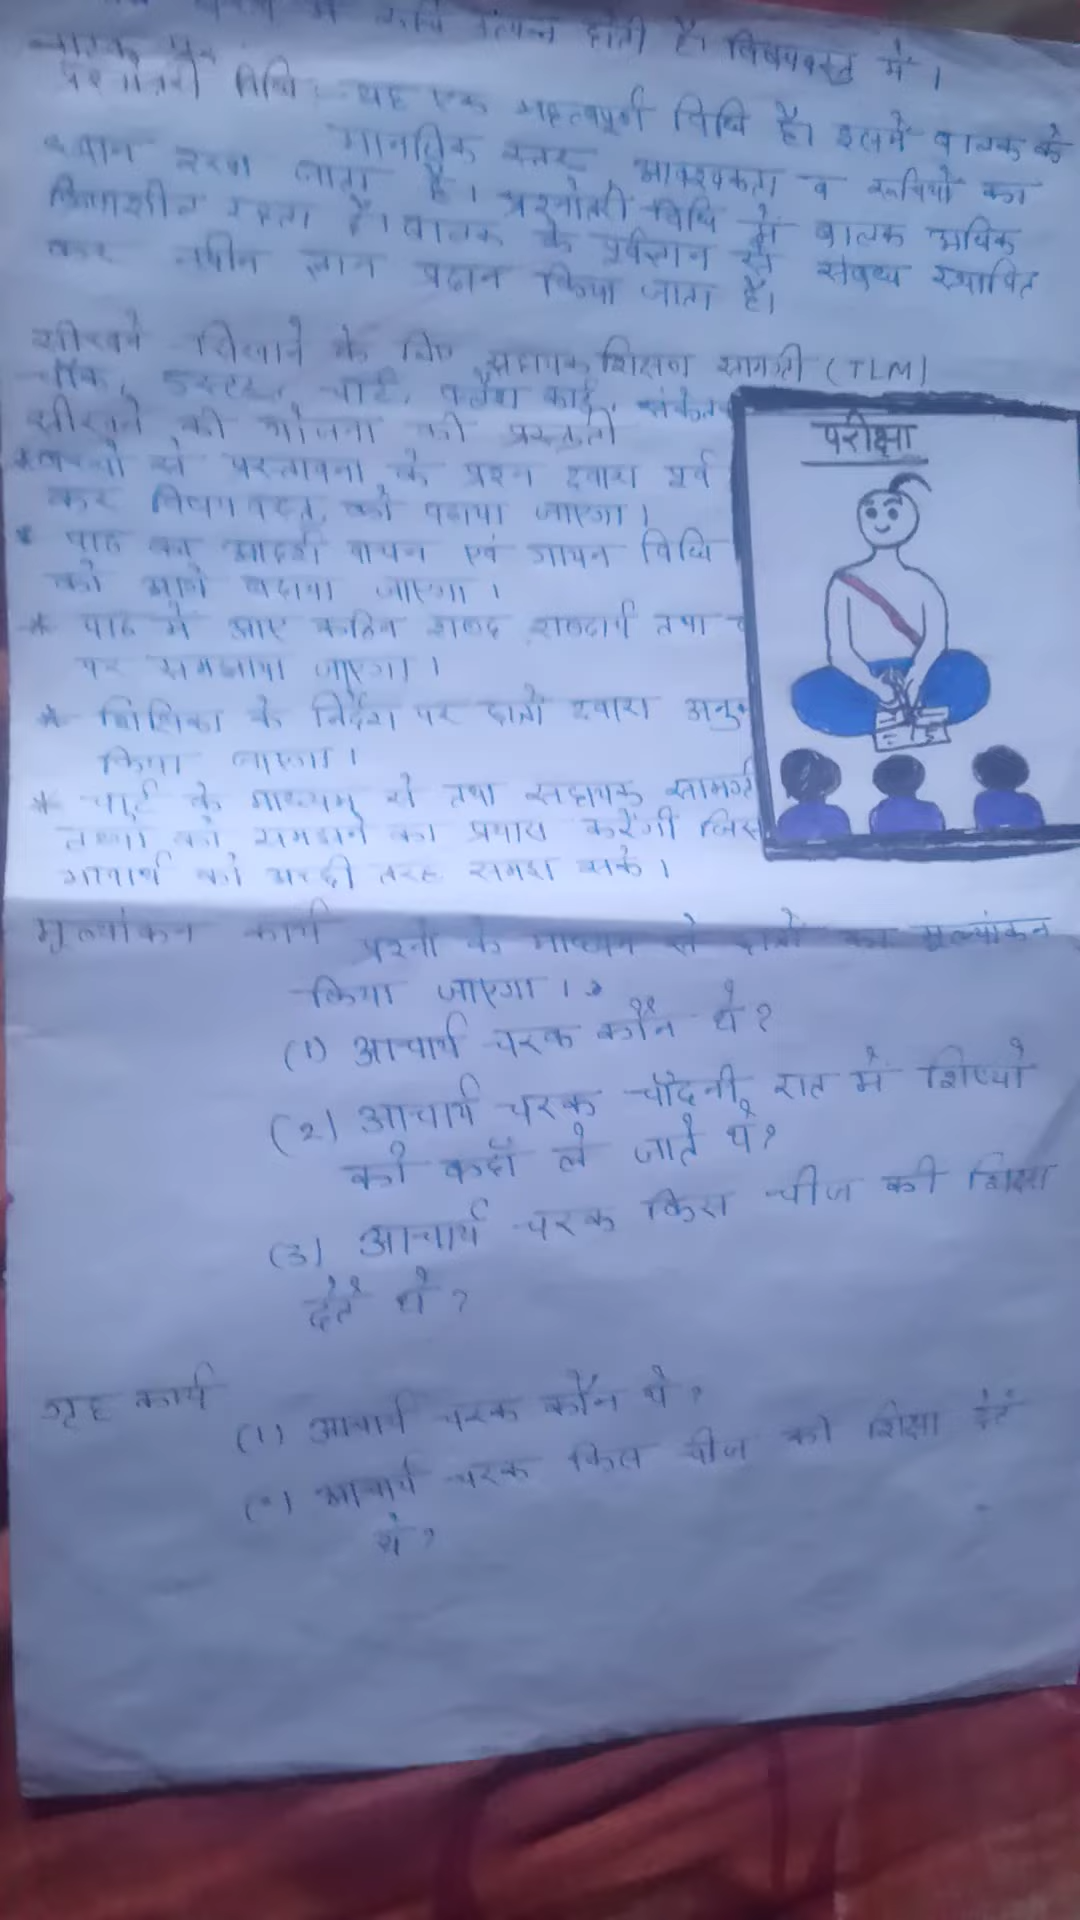 रुचि उत्पन्न होती है। विषयवस्तु में।
प्रश्नोत्तरी विधि : यह एक महत्वपूर्ण विधि है। इसमें बालक के
मानसिक स्तर, आवश्यकता व रूचियों का
ध्यान रखा जाता है। प्रश्नोत्तरी विधि में बालक अधिक
क्रियाशील रहता है। बालक के पूर्वज्ञान से संबंध स्थापित
कर नवीन ज्ञान प्रदान किया जाता है।
सीखने सिखाने के लिए सहायक शिक्षण सामग्री (TLM)
चॉक, डस्टर, चार्ट, फ्लैश कार्ड, संकेतक
सीखने की योजना की प्रस्तुती
* बच्चों से प्रस्तावना के प्रश्न द्वारा पूर्व
कर विषयवस्तु को पढ़ाया जाएगा।
* पाठ का आदर्श वाचन एवं गायन विधि
को आगे बढ़ाया जाएगा।
* पाठ में आए कठिन शब्द शब्दार्थ तथा
पर समझाया जाएगा।
* शिक्षिका के निर्देश पर छात्रों द्वारा अनु
किया जाएगा।
* चार्ट के माध्यम से तथा सहायक सामग्री
तथ्यों को समझाने का प्रयास करेंगी जिस
भावार्थ को अच्छी तरह समझ सके।
परीक्षा
मूल्यांकन कार्य प्रश्नों के माध्यम से छात्रों का मूल्यांकन
किया जाएगा।
(1) आचार्य चरक कौन थे?
(2) आचार्य चरक चाँदनी रात में शिष्यों
को कहाँ ले जाते थे?
(3) आचार्य चरक किस चीज की शिक्षा
देते थे?
गृह कार्य
(1) आचार्य चरक कौन थे?
(2) आचार्य चरक किस चीज की शिक्षा देते
थे?